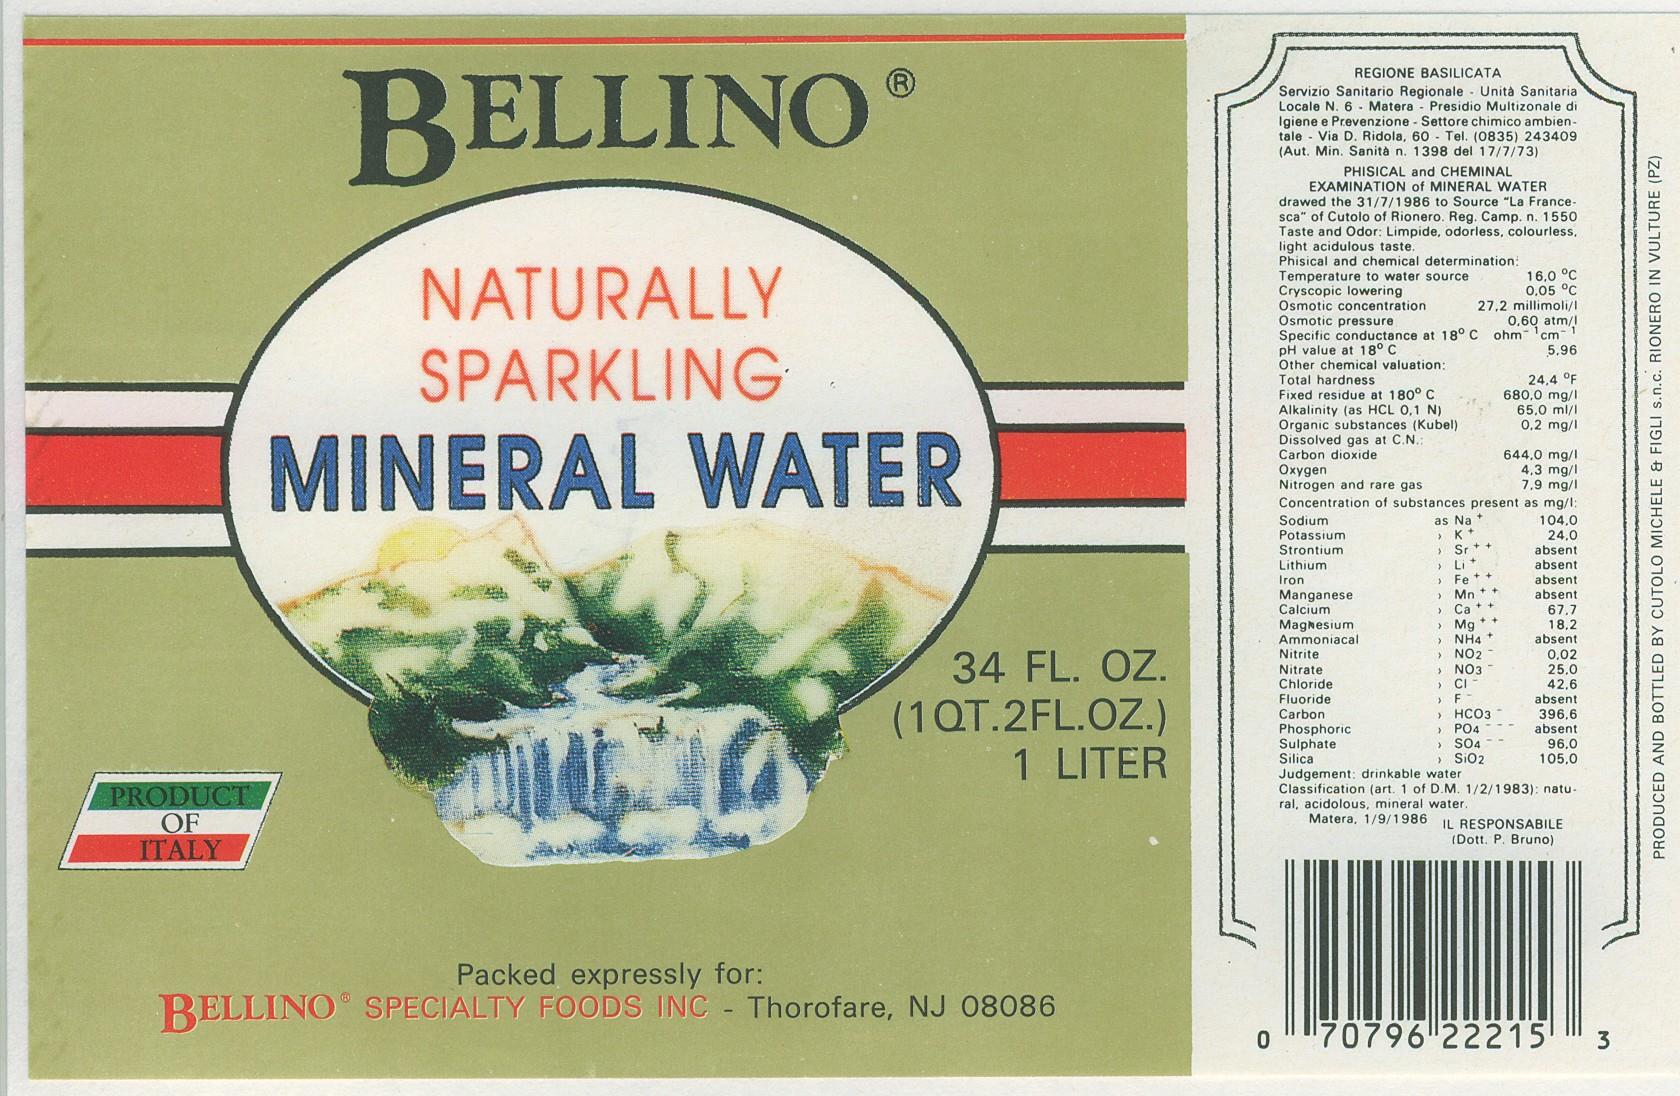 BELLINO®
NATURALLY
SPARKLING
MINERAL WATER
34 FL. OZ.
(1QT.2FL.OZ.)
1 LITER
PRODUCT
OF
ITALY
Packed expressly for:
BELLINO® SPECIALTY FOODS INC - Thorofare, NJ 08086
REGIONE BASILICATA
Servizio Sanitario Regionale - Unità Sanitaria
Locale N. 6 - Matera - Presidio Multizonale di
Igiene e Prevenzione - Settore chimico ambien-
tale - Via D. Ridola, 60 - Tel. (0835) 243409
(Aut. Min. Sanità n. 1398 del 17/7/73)
PHISICAL and CHEMINAL
EXAMINATION of MINERAL WATER
drawed the 31/7/1986 to Source "La France-
sca" of Cutolo of Rionero. Reg. Camp. n. 1550
Taste and Odor: Limpide, odorless, colourless,
light acidulous taste.
Phisical and chemical determination:
Temperature to water source 16,0 °C
Cryscopic lowering 0,05 °C
Osmotic concentration 27,2 millimoli/l
Osmotic pressure 0,60 atm/l
Specific conductance at 18° C ohm⁻¹cm⁻¹
pH value at 18° C 5,96
Other chemical valuation:
Total hardness 24,4 °F
Fixed residue at 180° C 680,0 mg/l
Alkalinity (as HCL 0,1 N) 65,0 ml/l
Organic substances (Kubel) 0,2 mg/l
Dissolved gas at C.N.:
Carbon dioxide 644,0 mg/l
Oxygen 4,3 mg/l
Nitrogen and rare gas 7,9 mg/l
Concentration of substances present as mg/l:
Sodium as Na⁺ 104,0
Potassium › K⁺ 24,0
Strontium › Sr⁺⁺ absent
Lithium › Li⁺ absent
Iron › Fe⁺⁺ absent
Manganese › Mn⁺⁺ absent
Calcium › Ca⁺⁺ 67,7
Magnesium › Mg⁺⁺ 18,2
Ammoniacal › NH4⁺ absent
Nitrite › NO2⁻ 0,02
Nitrate › NO3⁻ 25,0
Chloride › Cl⁻ 42,6
Fluoride › F⁻ absent
Carbon › HCO3⁻ 396,6
Phosphoric › PO4⁻⁻⁻ absent
Sulphate › SO4⁻⁻ 96,0
Silica › SiO2 105,0
Judgement: drinkable water
Classification (art. 1 of D.M. 1/2/1983): natu-
ral, acidolous, mineral water.
Matera, 1/9/1986 IL RESPONSABILE
(Dott. P. Bruno)
0 70796 22215 3
PRODUCED AND BOTTLED BY CUTOLO MICHELE & FIGLI s.n.c. RIONERO IN VULTURE (PZ)